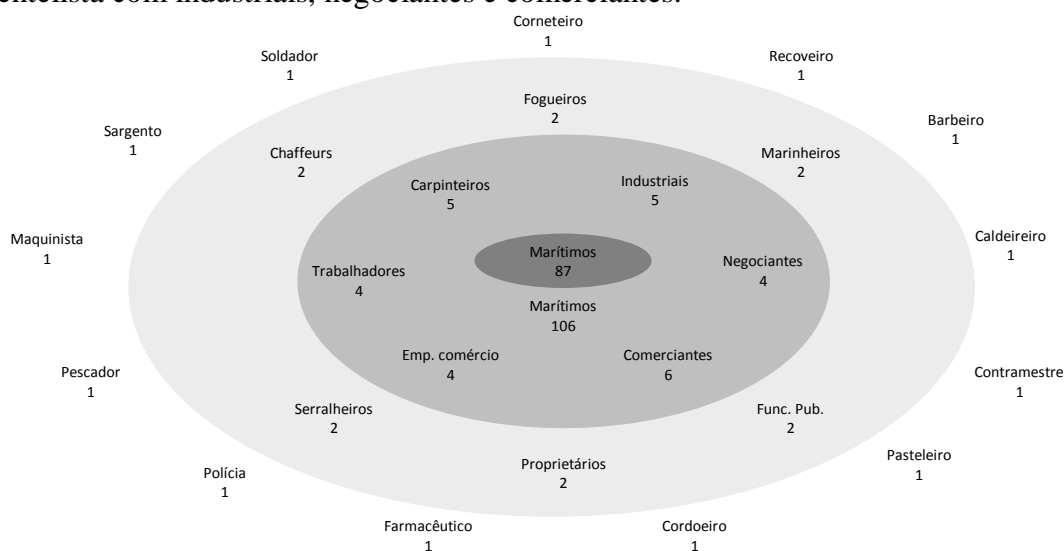 entelista com industriais, negociantes e comerciantes.
Corneteiro
1
Soldador
1
Recoveiro
1
Fogueiros
2
Sargento
1
Barbeiro
1
Chaffeurs
2
Marinheiros
2
Carpinteiros
5
Industriais
5
Maquinista
1
Caldeireiro
1
Marítimos
87
Trabalhadores
4
Negociantes
4
Marítimos
106
Emp. comércio
4
Comerciantes
6
Pescador
1
Contramestre
1
Serralheiros
2
Func. Pub.
2
Polícia
1
Proprietários
2
Pasteleiro
1
Farmacêutico
1
Cordoeiro
1